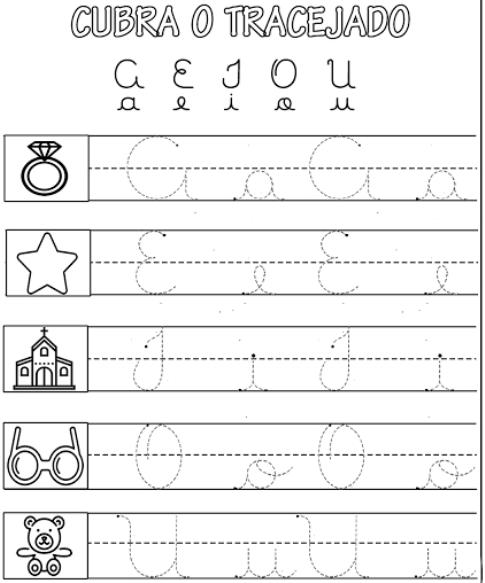 CUBRA O TRACEJADO
A E I O U
a e i o u
A a A a
E e E e
I i I i
O o O o
U u U u